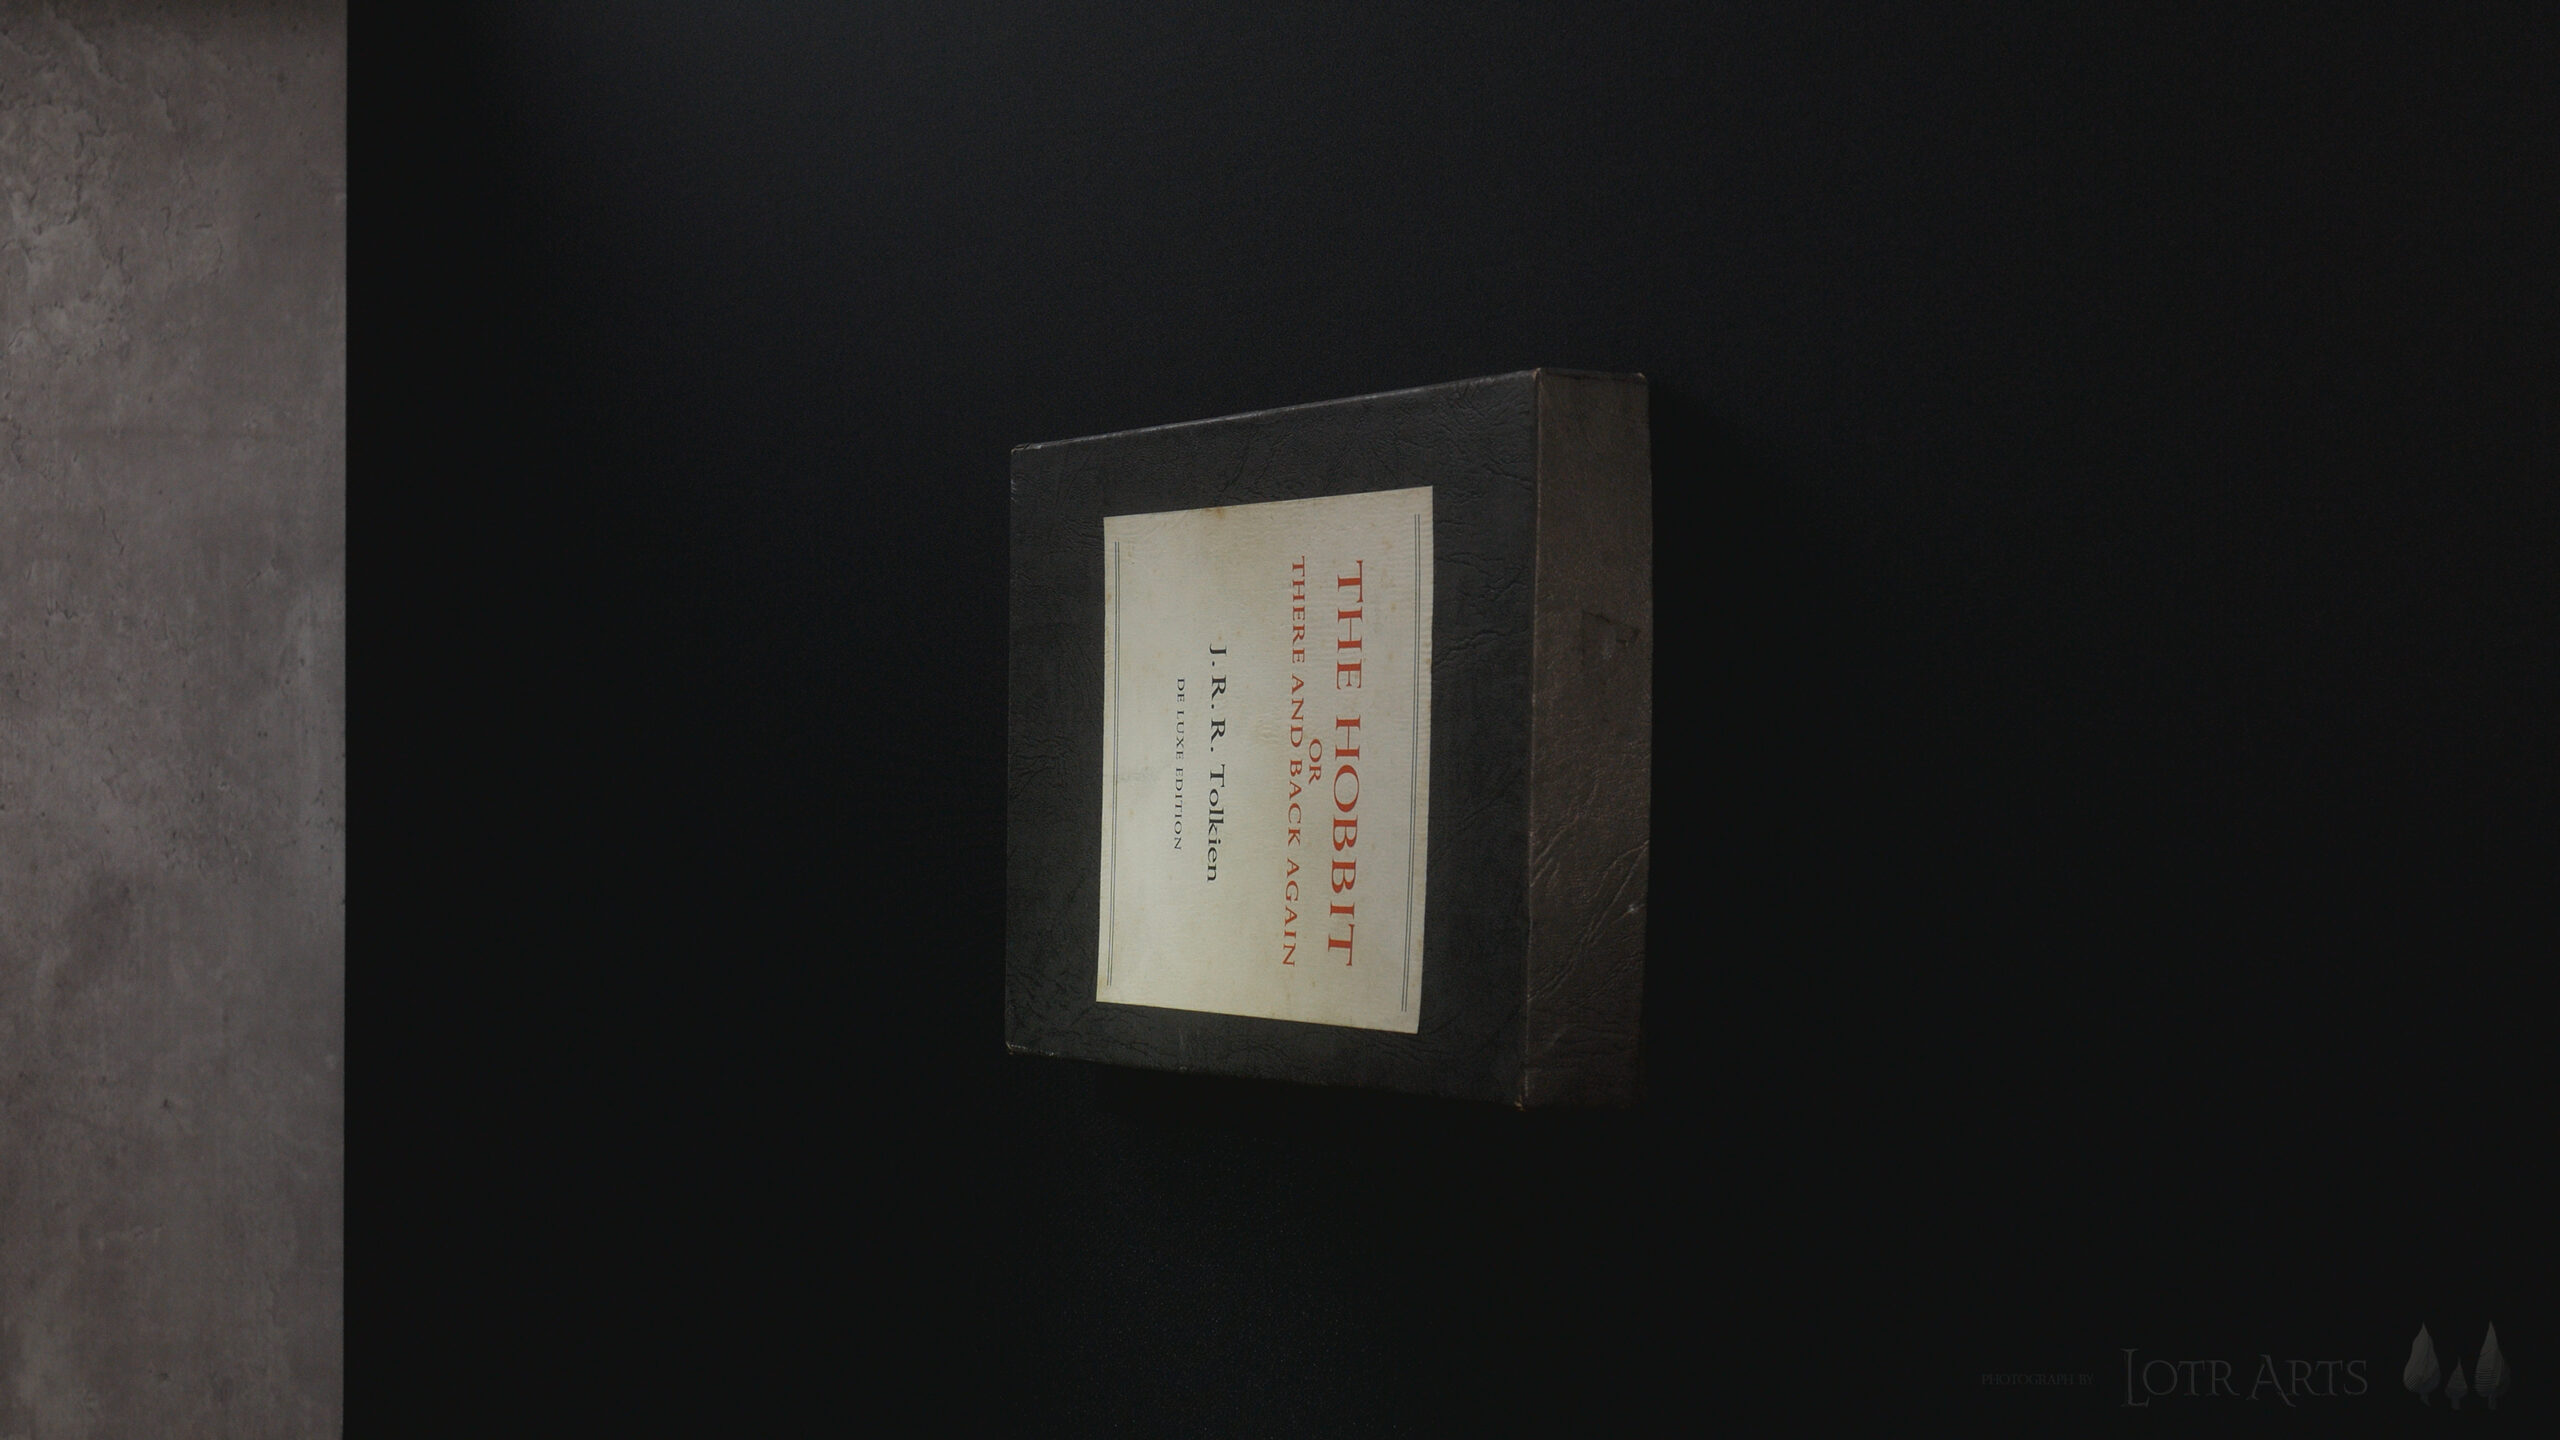 THE HOBBIT
OR
THERE AND BACK AGAIN
J. R. R. Tolkien
DE LUXE EDITION
PHOTOGRAPH BY LOTR ARTS